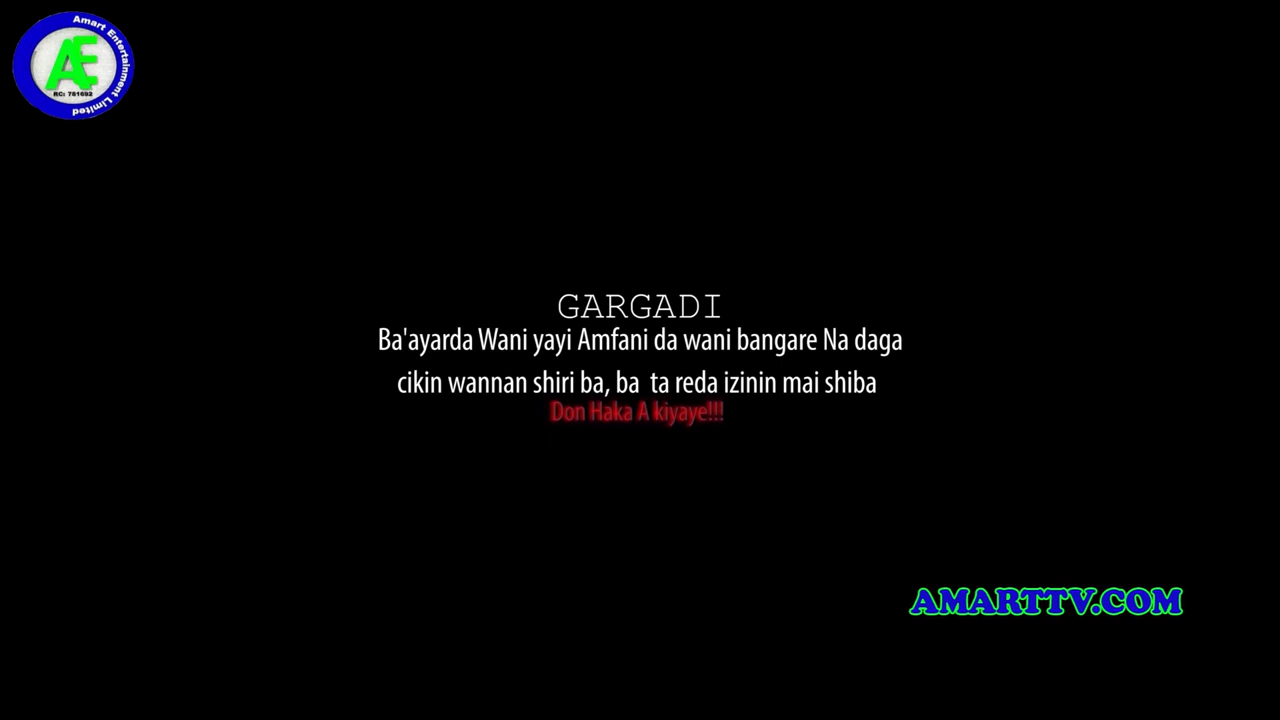 Amart Entertainment Limited
AE
RC: 781692
GARGADI
Ba'ayarda Wani yayi Amfani da wani bangare Na daga
cikin wannan shiri ba, ba ta reda izinin mai shiba
Don Haka A kiyaye!!!
AMARTTV.COM